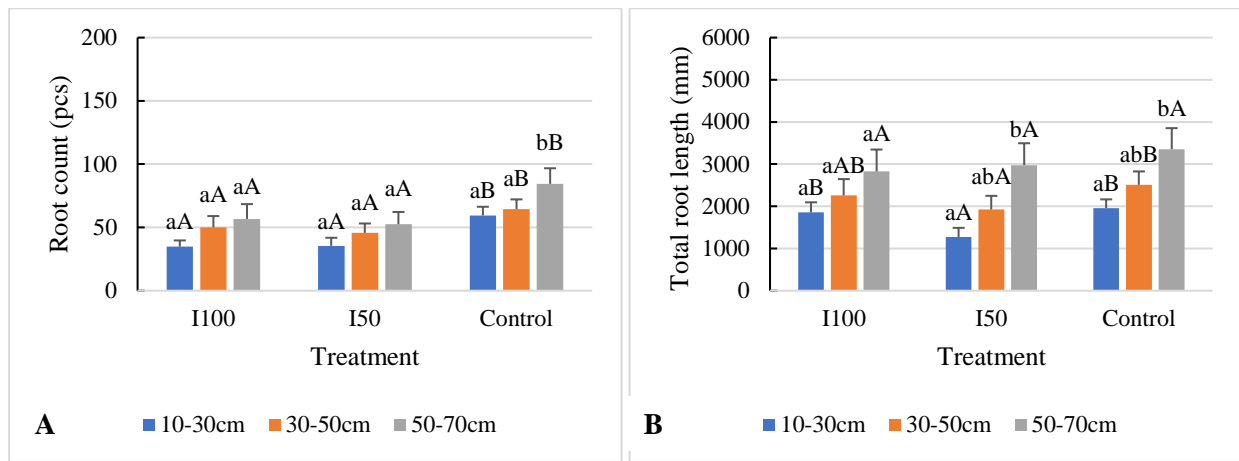 Root count (pcs)
200
150
100
50
0
aA aA aA
aA aA aA
aB aB bB
I100 I50 Control
Treatment
A
10-30cm 30-50cm 50-70cm
Total root length (mm)
6000
5000
4000
3000
2000
1000
0
aB aAB aA
aA abA bA
aB abB bA
I100 I50 Control
Treatment
B
10-30cm 30-50cm 50-70cm